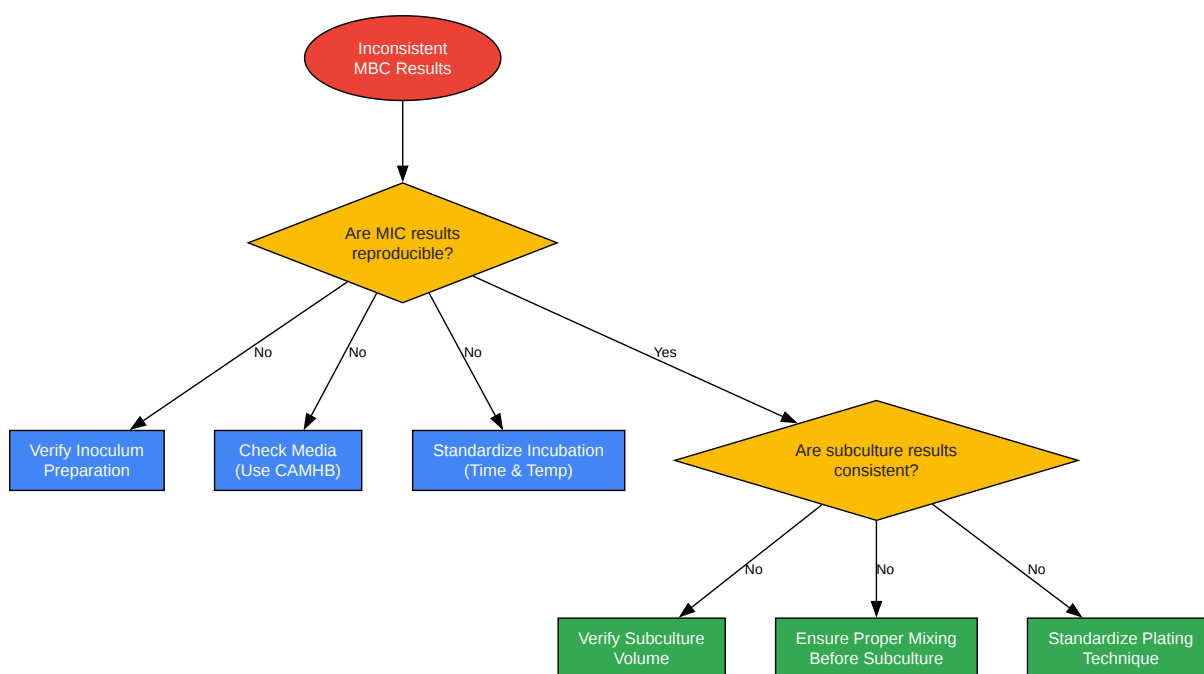 Inconsistent
MBC Results
Are MIC results
reproducible?
No
No
No
Yes
Verify Inoculum
Preparation
Check Media
(Use CAMHB)
Standardize Incubation
(Time & Temp)
Are subculture results
consistent?
No
No
No
Verify Subculture
Volume
Ensure Proper Mixing
Before Subculture
Standardize Plating
Technique